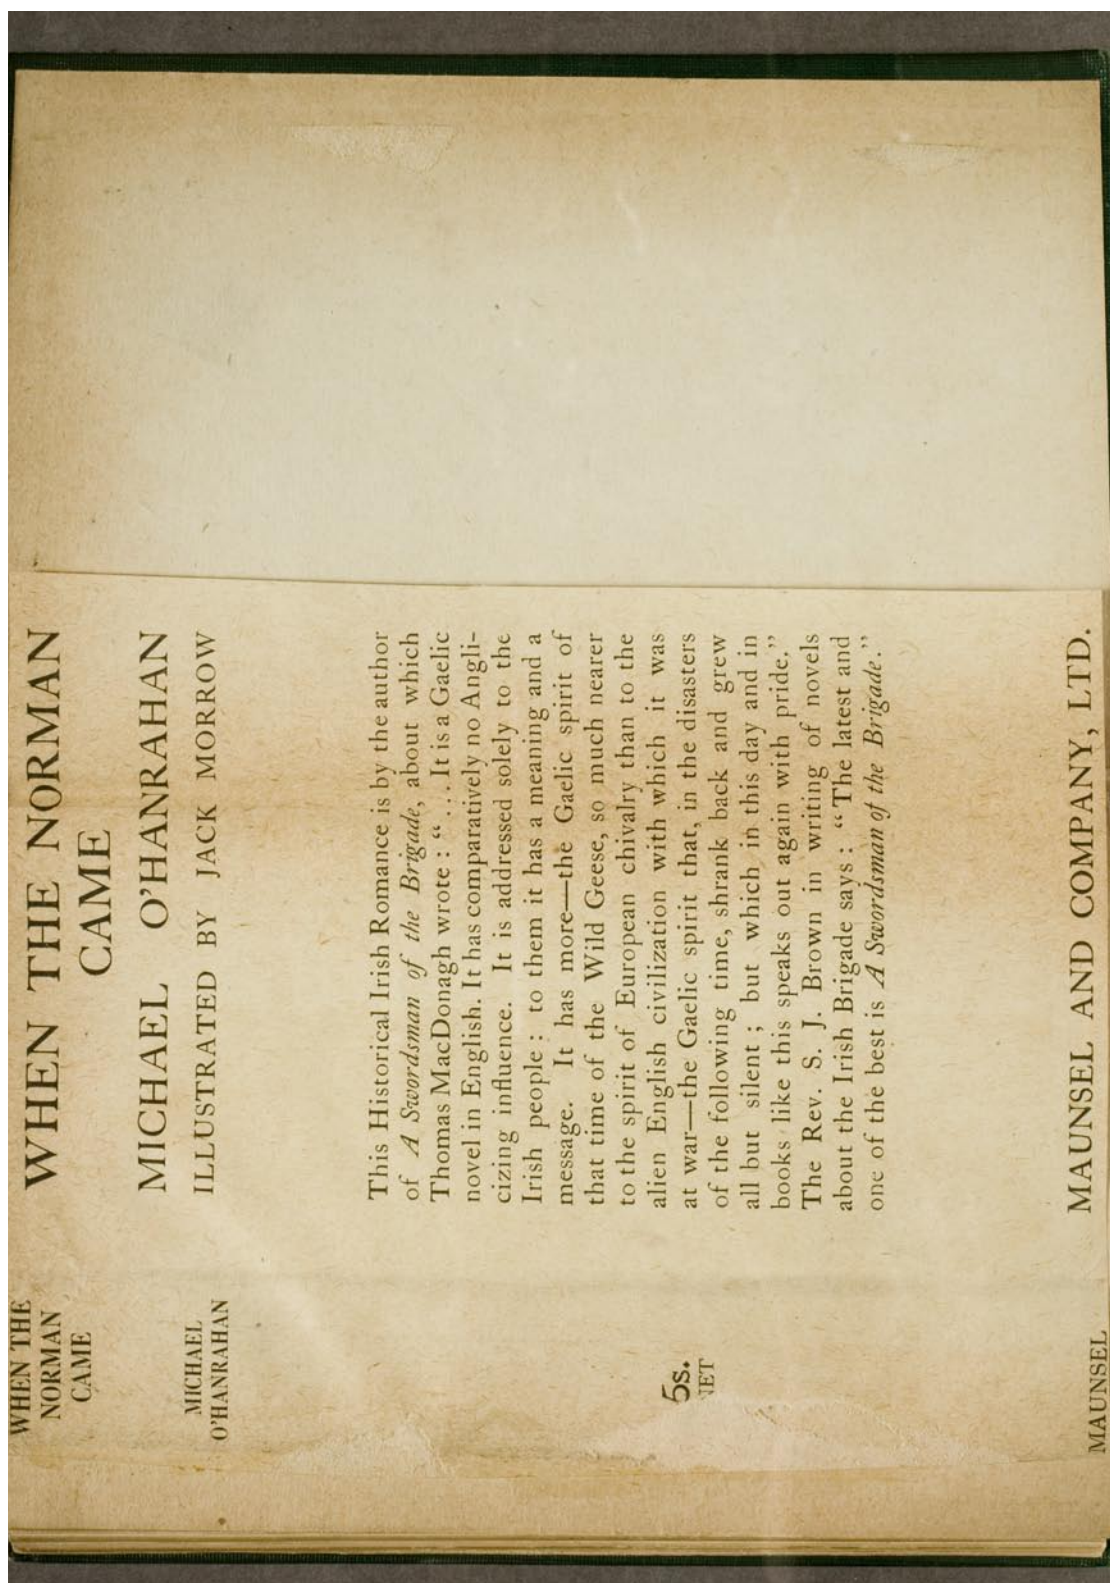 WHEN THE
NORMAN
CAME
MICHAEL
O'HANRAHAN
5s.
NET
MAUNSEL
WHEN THE NORMAN
CAME
MICHAEL O'HANRAHAN
ILLUSTRATED BY JACK MORROW
This Historical Irish Romance is by the author
of A Swordsman of the Brigade, about which
Thomas MacDonagh wrote : “ . . . It is a Gaelic
novel in English. It has comparatively no Angli-
cizing influence. It is addressed solely to the
Irish people : to them it has a meaning and a
message. It has more—the Gaelic spirit of
that time of the Wild Geese, so much nearer
to the spirit of European chivalry than to the
alien English civilization with which it was
at war—the Gaelic spirit that, in the disasters
of the following time, shrank back and grew
all but silent ; but which in this day and in
books like this speaks out again with pride.”
The Rev. S. J. Brown in writing of novels
about the Irish Brigade says : “ The latest and
one of the best is A Swordsman of the Brigade.”
MAUNSEL AND COMPANY, LTD.